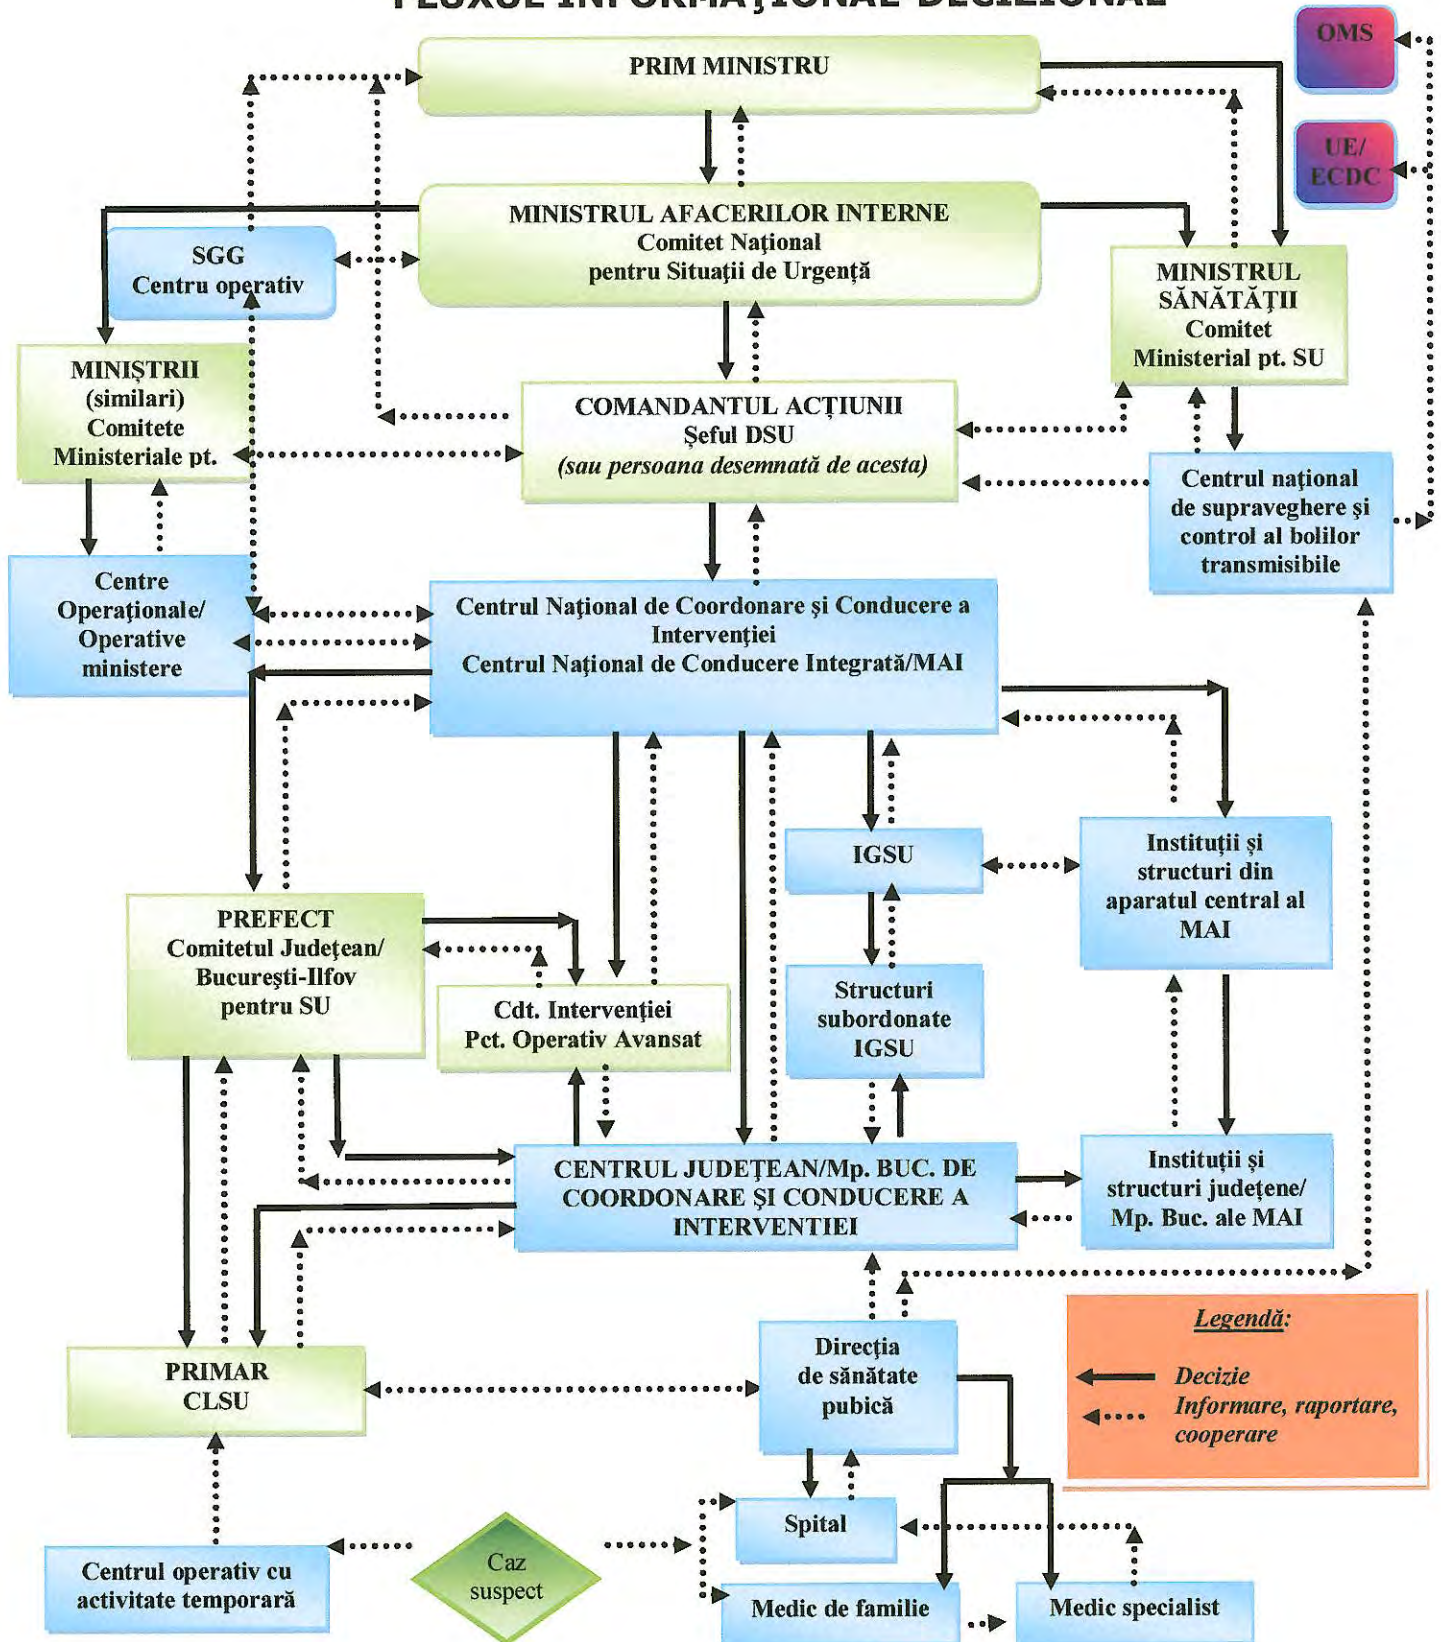 FLUXUL INFORMAŢIONAL-DECIZIONAL
OMS
PRIM MINISTRU
UE/
ECDC
MINISTRUL AFACERILOR INTERNE
Comitet Naţional
pentru Situaţii de Urgenţă
SGG
Centru operativ
MINISTRUL
SĂNĂTĂŢII
Comitet
Ministerial pt. SU
MINIŞTRII
(similari)
Comitete
Ministeriale pt.
COMANDANTUL ACŢIUNII
Şeful DSU
(sau persoana desemnată de acesta)
Centrul naţional
de supraveghere şi
control al bolilor
transmisibile
Centre
Operaţionale/
Operative
ministere
Centrul Naţional de Coordonare şi Conducere a
Intervenţiei
Centrul Naţional de Conducere Integrată/MAI
IGSU
Instituţii şi
structuri din
aparatul central al
MAI
PREFECT
Comitetul Judeţean/
Bucureşti-Ilfov
pentru SU
Cdt. Intervenţiei
Pct. Operativ Avansat
Structuri
subordonate
IGSU
CENTRUL JUDEŢEAN/Mp. BUC. DE
COORDONARE ŞI CONDUCERE A
INTERVENTIEI
Instituţii şi
structuri judeţene/
Mp. Buc. ale MAI
Legendă:
Decizie
Informare, raportare,
cooperare
PRIMAR
CLSU
Direcţia
de sănătate
pubică
Spital
Caz
suspect
Centrul operativ cu
activitate temporară
Medic de familie
Medic specialist